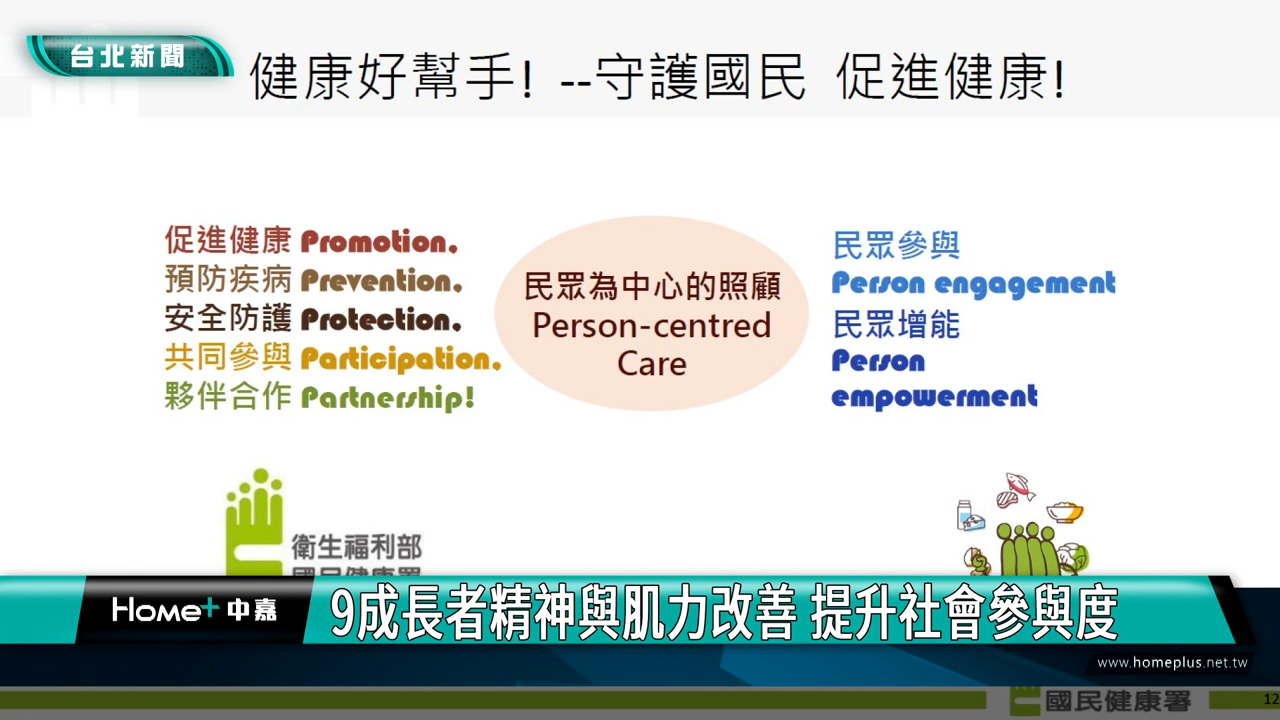 台北新聞
健康好幫手! --守護國民 促進健康!
促進健康 Promotion,
預防疾病 Prevention,
安全防護 Protection,
共同參與 Participation,
夥伴合作 Partnership!
民眾為中心的照顧
Person-centred
Care
民眾參與
Person engagement
民眾增能
Person
empowerment
衛生福利部
國民健康署
Home+ 中嘉
9成長者精神與肌力改善 提升社會參與度
www.homeplus.net.tw
國民健康署
12